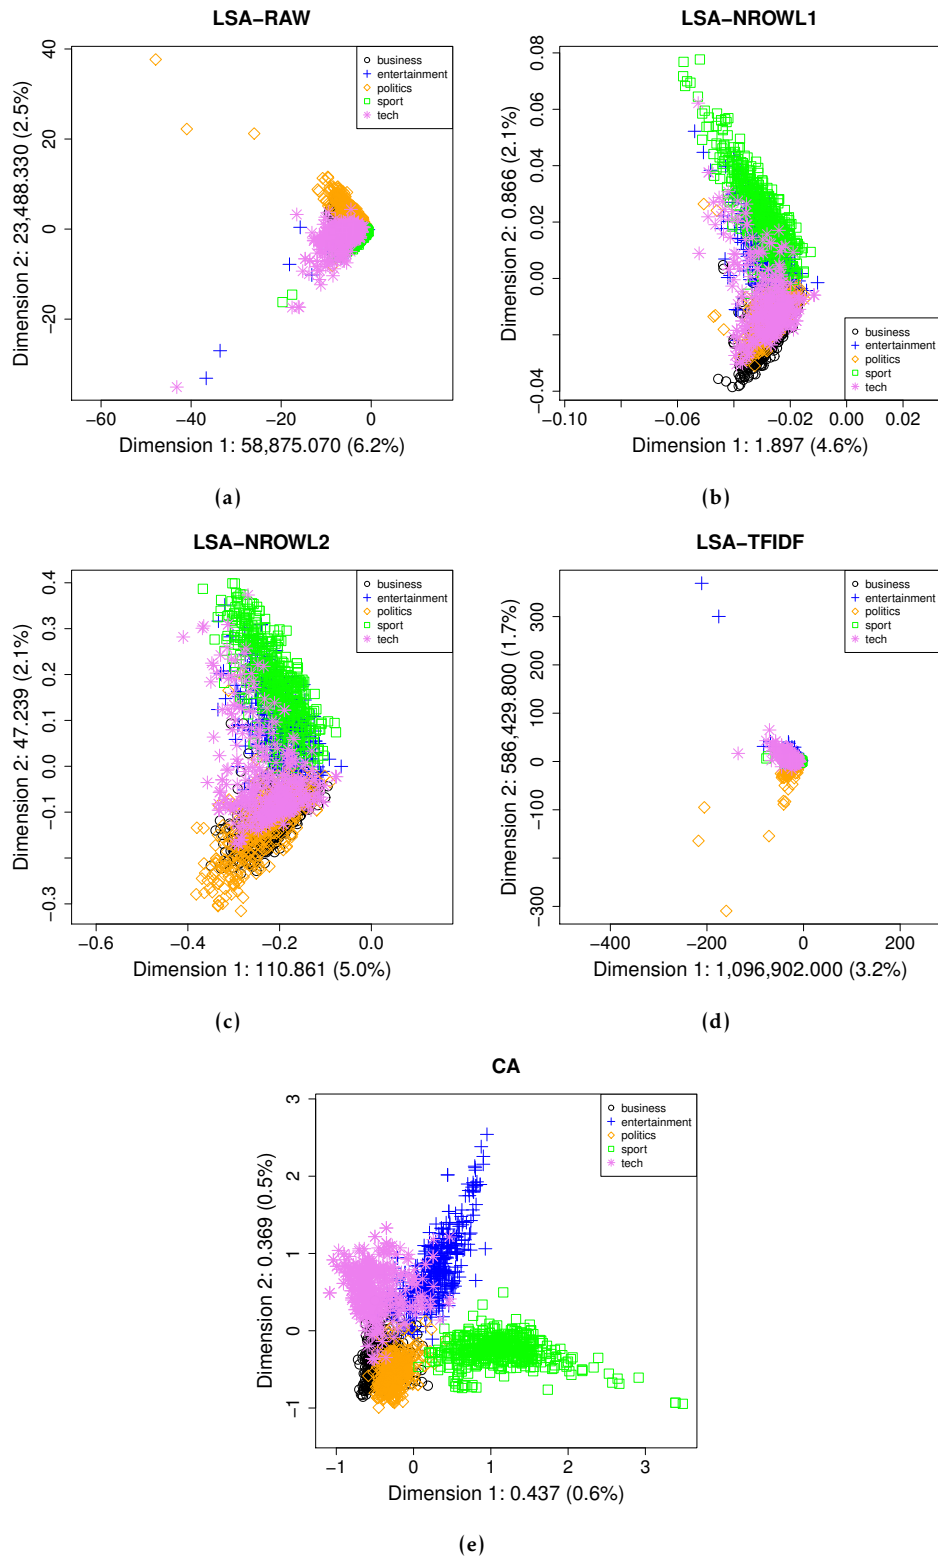 LSA−RAW
Dimension 2: 23,488.330 (2.5%)
40
20
0
−20
business
entertainment
politics
sport
tech
−60 −40 −20 0
Dimension 1: 58,875.070 (6.2%)
(a)
LSA−NROWL1
Dimension 2: 0.866 (2.1%)
0.08
0.06
0.04
0.02
0.00
−0.04
business
entertainment
politics
sport
tech
−0.10 −0.06 −0.02 0.00 0.02
Dimension 1: 1.897 (4.6%)
(b)
LSA−NROWL2
Dimension 2: 47.239 (2.1%)
0.4
0.3
0.2
0.1
0.0
−0.1
−0.3
business
entertainment
politics
sport
tech
−0.6 −0.4 −0.2 0.0
Dimension 1: 110.861 (5.0%)
(c)
LSA−TFIDF
Dimension 2: 586,429.800 (1.7%)
300
200
100
0
−100
−300
business
entertainment
politics
sport
tech
−400 −200 0 200
Dimension 1: 1,096,902.000 (3.2%)
(d)
CA
Dimension 2: 0.369 (0.5%)
3
2
1
0
−1
business
entertainment
politics
sport
tech
−1 0 1 2 3
Dimension 1: 0.437 (0.6%)
(e)